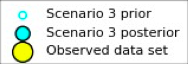 Scenario 3 prior
Scenario 3 posterior
Observed data set